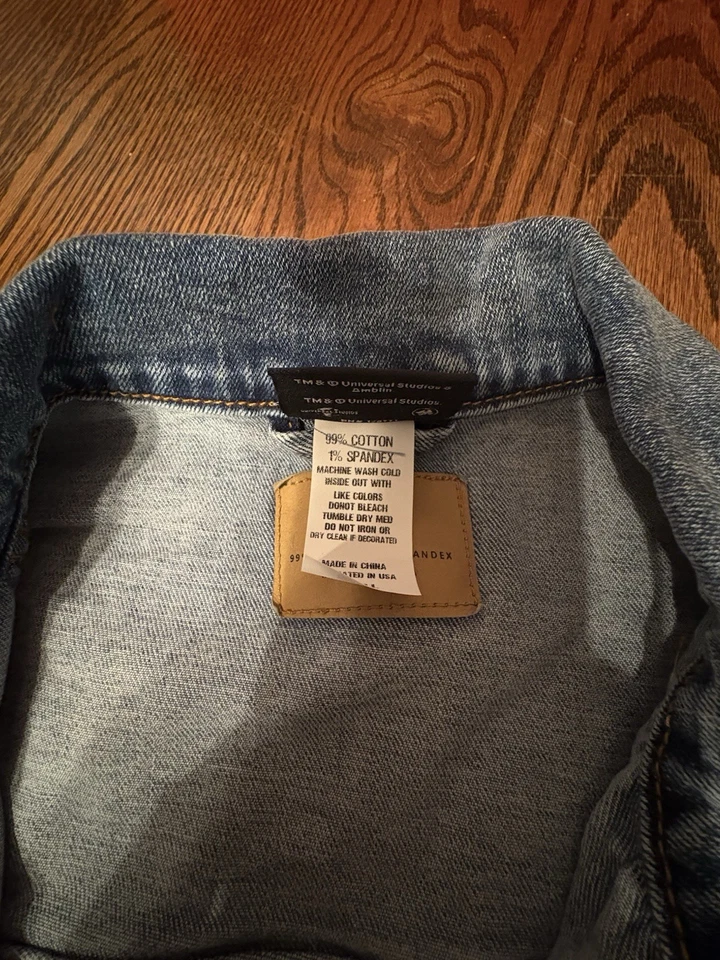 TM & © Universal Studios &
Amblin
TM & © Universal Studios
99% COTTON
1% SPANDEX
MACHINE WASH COLD
INSIDE OUT WITH
LIKE COLORS
DONOT BLEACH
TUMBLE DRY MED
DO NOT IRON OR
DRY CLEAN IF DECORATED
MADE IN CHINA
ATED IN USA
99
ANDEX